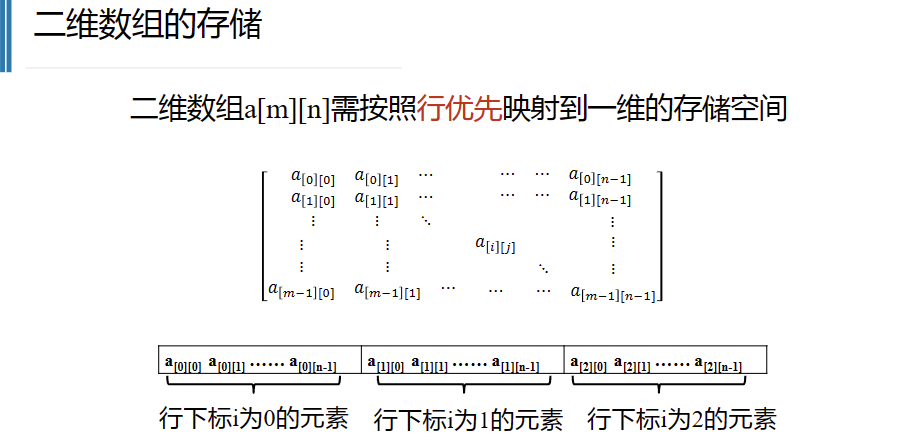 二维数组的存储
二维数组a[m][n]需按照行优先映射到一维的存储空间
a[0][0] a[0][1] ⋯ ⋯ ⋯ a[0][n−1]
a[1][0] a[1][1] ⋯ ⋯ ⋯ a[1][n−1]
⋮ ⋮ ⋱ ⋮
⋮ ⋮ a[i][j] ⋮
⋮ ⋮ ⋱ ⋮
a[m−1][0] a[m−1][1] ⋯ ⋯ ⋯ a[m−1][n−1]
a[0][0] a[0][1] …… a[0][n-1] a[1][0] a[1][1] …… a[1][n-1] a[2][0] a[2][1] …… a[2][n-1]
行下标i为0的元素 行下标i为1的元素 行下标i为2的元素